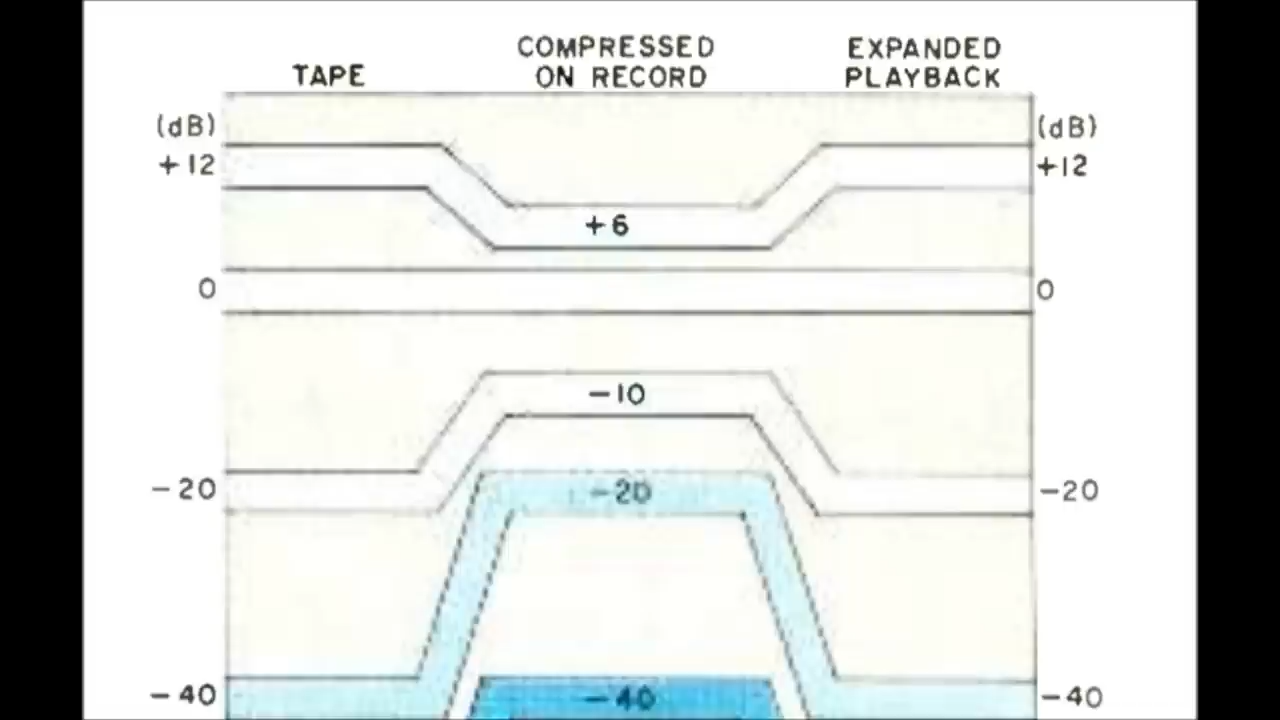 TAPE
COMPRESSED
ON RECORD
EXPANDED
PLAYBACK
(dB)
(dB)
+12
+12
+6
0
0
-10
-20
-20
-20
-40
-40
-40